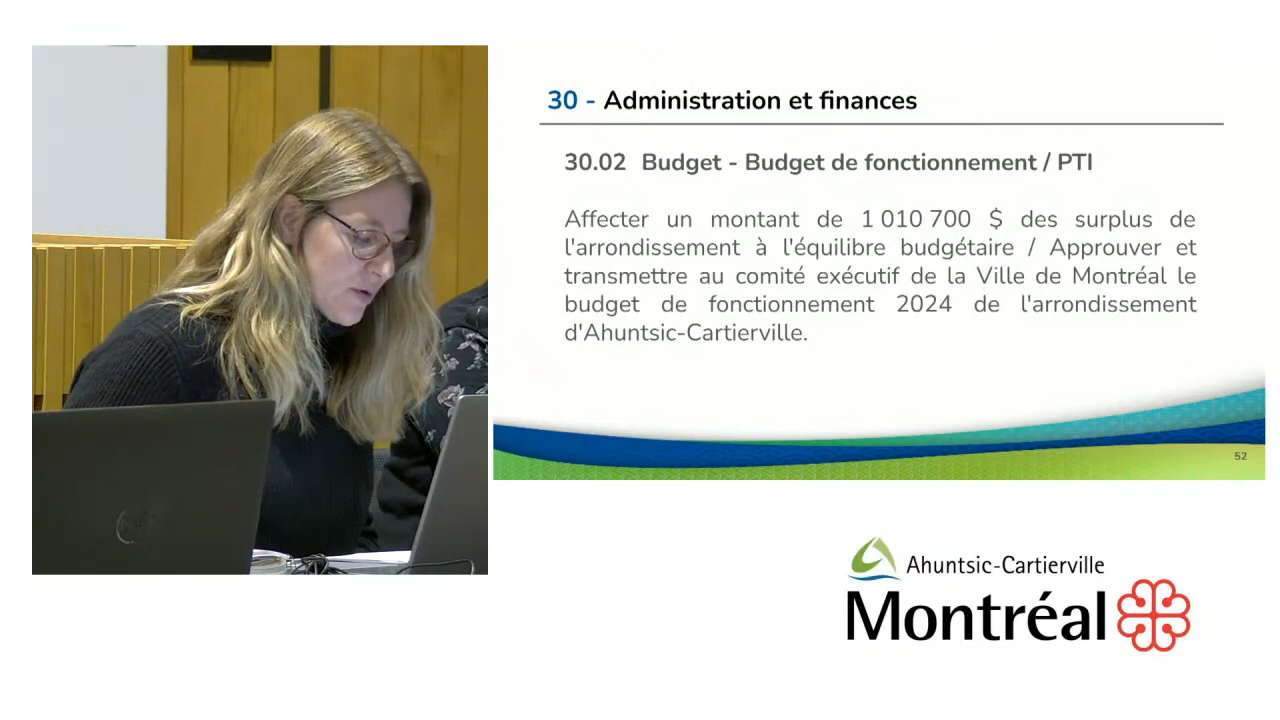 30 - Administration et finances
30.02 Budget - Budget de fonctionnement / PTI
Affecter un montant de 1 010 700 $ des surplus de
l'arrondissement à l'équilibre budgétaire / Approuver et
transmettre au comité exécutif de la Ville de Montréal le
budget de fonctionnement 2024 de l'arrondissement
d'Ahuntsic-Cartierville.
52
Ahuntsic-Cartierville
Montréal